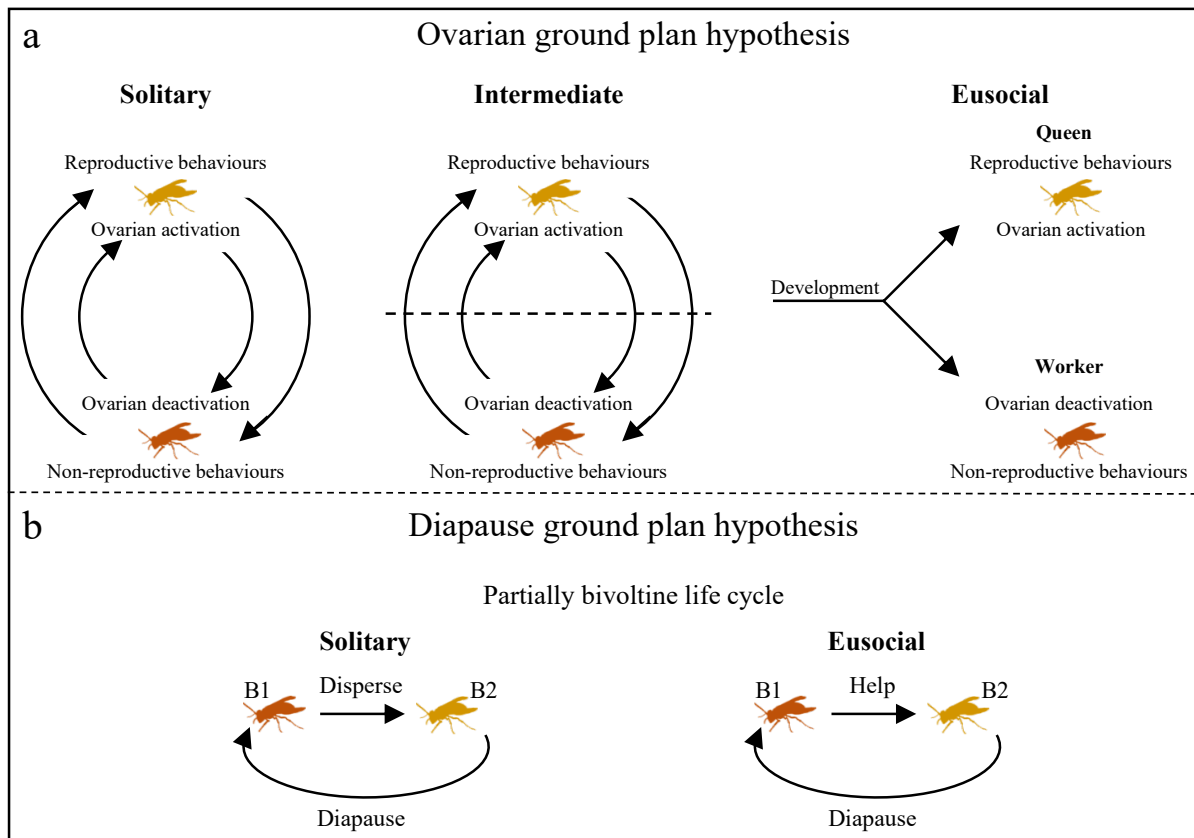 a
Ovarian ground plan hypothesis
Solitary
Reproductive behaviours
Ovarian activation
Ovarian deactivation
Non-reproductive behaviours
Intermediate
Reproductive behaviours
Ovarian activation
Ovarian deactivation
Non-reproductive behaviours
Eusocial
Queen
Reproductive behaviours
Ovarian activation
Development
Worker
Ovarian deactivation
Non-reproductive behaviours
b
Diapause ground plan hypothesis
Partially bivoltine life cycle
Solitary
B1
Disperse
B2
Diapause
Eusocial
B1
Help
B2
Diapause